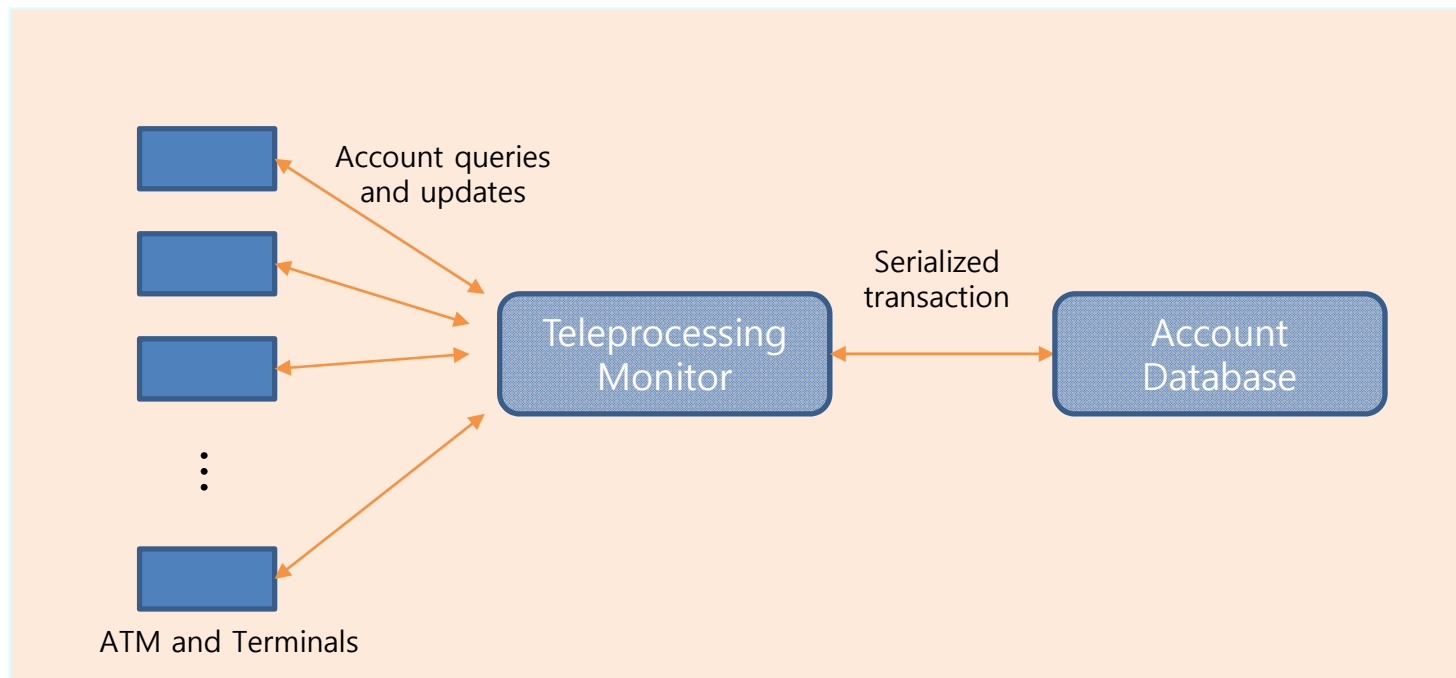 Account queries
and updates
Serialized
transaction
Teleprocessing
Monitor
Account
Database
ATM and Terminals